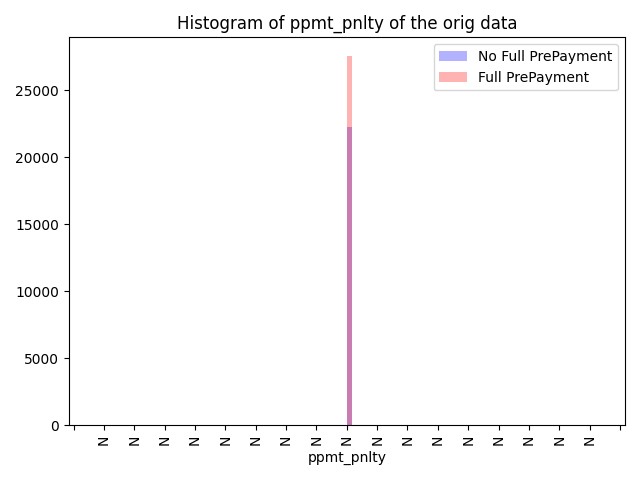 Histogram of ppmt_pnlty of the orig data
No Full PrePayment
Full PrePayment
25000
20000
15000
10000
5000
0
N N N N N N N N N N N N N N N N N
ppmt_pnlty